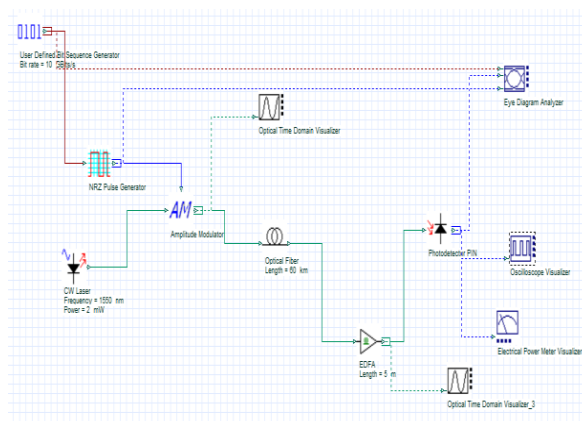 0101
User Defined Bit Sequence Generator
Bit rate = 10 GBits/s
Eye Diagram Analyzer
Optical Time Domain Visualizer
NRZ Pulse Generator
AM
Amplitude Modulator
Optical Fiber
Length = 60 km
Photodetector PIN
Oscilloscope Visualizer
CW Laser
Frequency = 1550 nm
Power = 2 mW
Electrical Power Meter Visualizer
EDFA
Length = 5 m
Optical Time Domain Visualizer_3